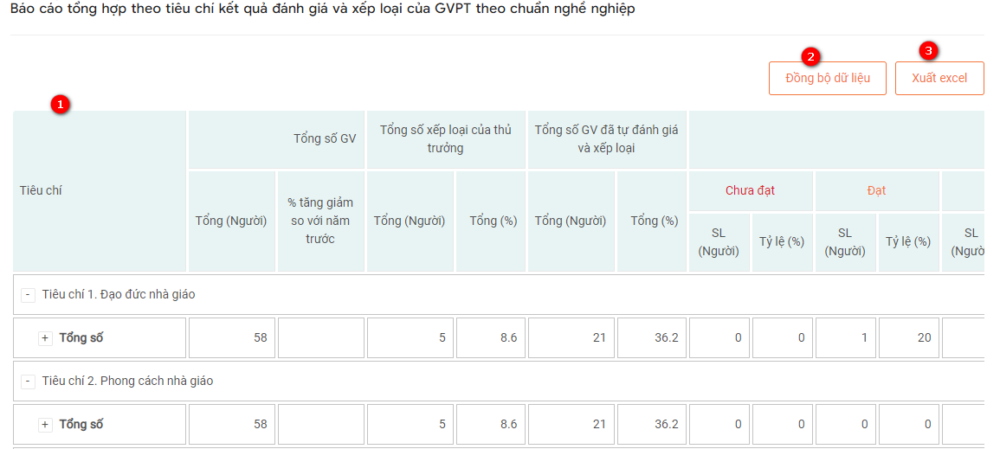 Báo cáo tổng hợp theo tiêu chí kết quả đánh giá và xếp loại của GVPT theo chuẩn nghề nghiệp
2
3
Đồng bộ dữ liệu
Xuất excel
1
Tiêu chí
Tổng số GV
Tổng số xếp loại của thủ
trưởng
Tổng số GV đã tự đánh giá
và xếp loại
Chưa đạt
Đạt
Tổng (Người)
% tăng giảm
so với năm
trước
Tổng (Người)
Tổng (%)
Tổng (Người)
Tổng (%)
SL
(Người)
Tỷ lệ (%)
SL
(Người)
Tỷ lệ (%)
SL
(Ngườ
- Tiêu chí 1. Đạo đức nhà giáo
+ Tổng số 58 5 8.6 21 36.2 0 0 1 20
- Tiêu chí 2. Phong cách nhà giáo
+ Tổng số 58 5 8.6 21 36.2 0 0 0 0